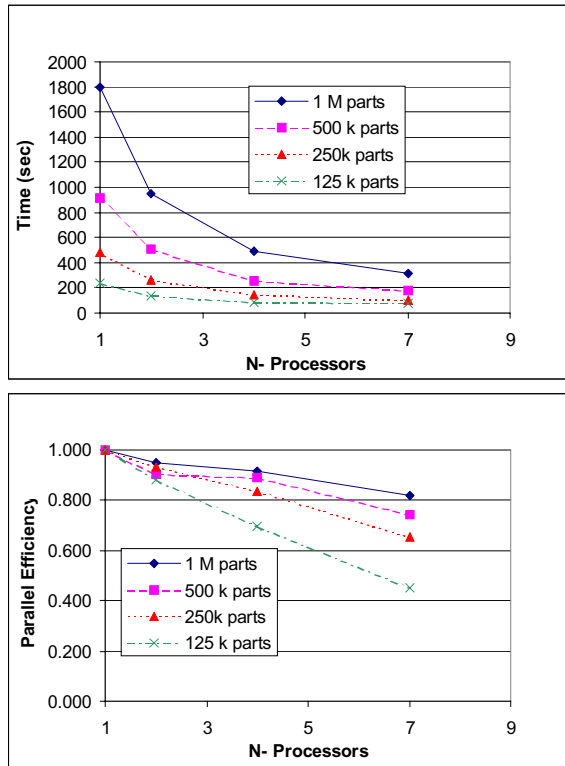 2000
1800
1600
1400
1200
1000
800
600
400
200
0
Time (sec)
1 M parts
500 k parts
250k parts
125 k parts
1 3 5 7 9
N- Processors
1.000
0.800
0.600
0.400
0.200
0.000
Parallel Efficiency
1 M parts
500 k parts
250k parts
125 k parts
1 3 5 7 9
N- Processors